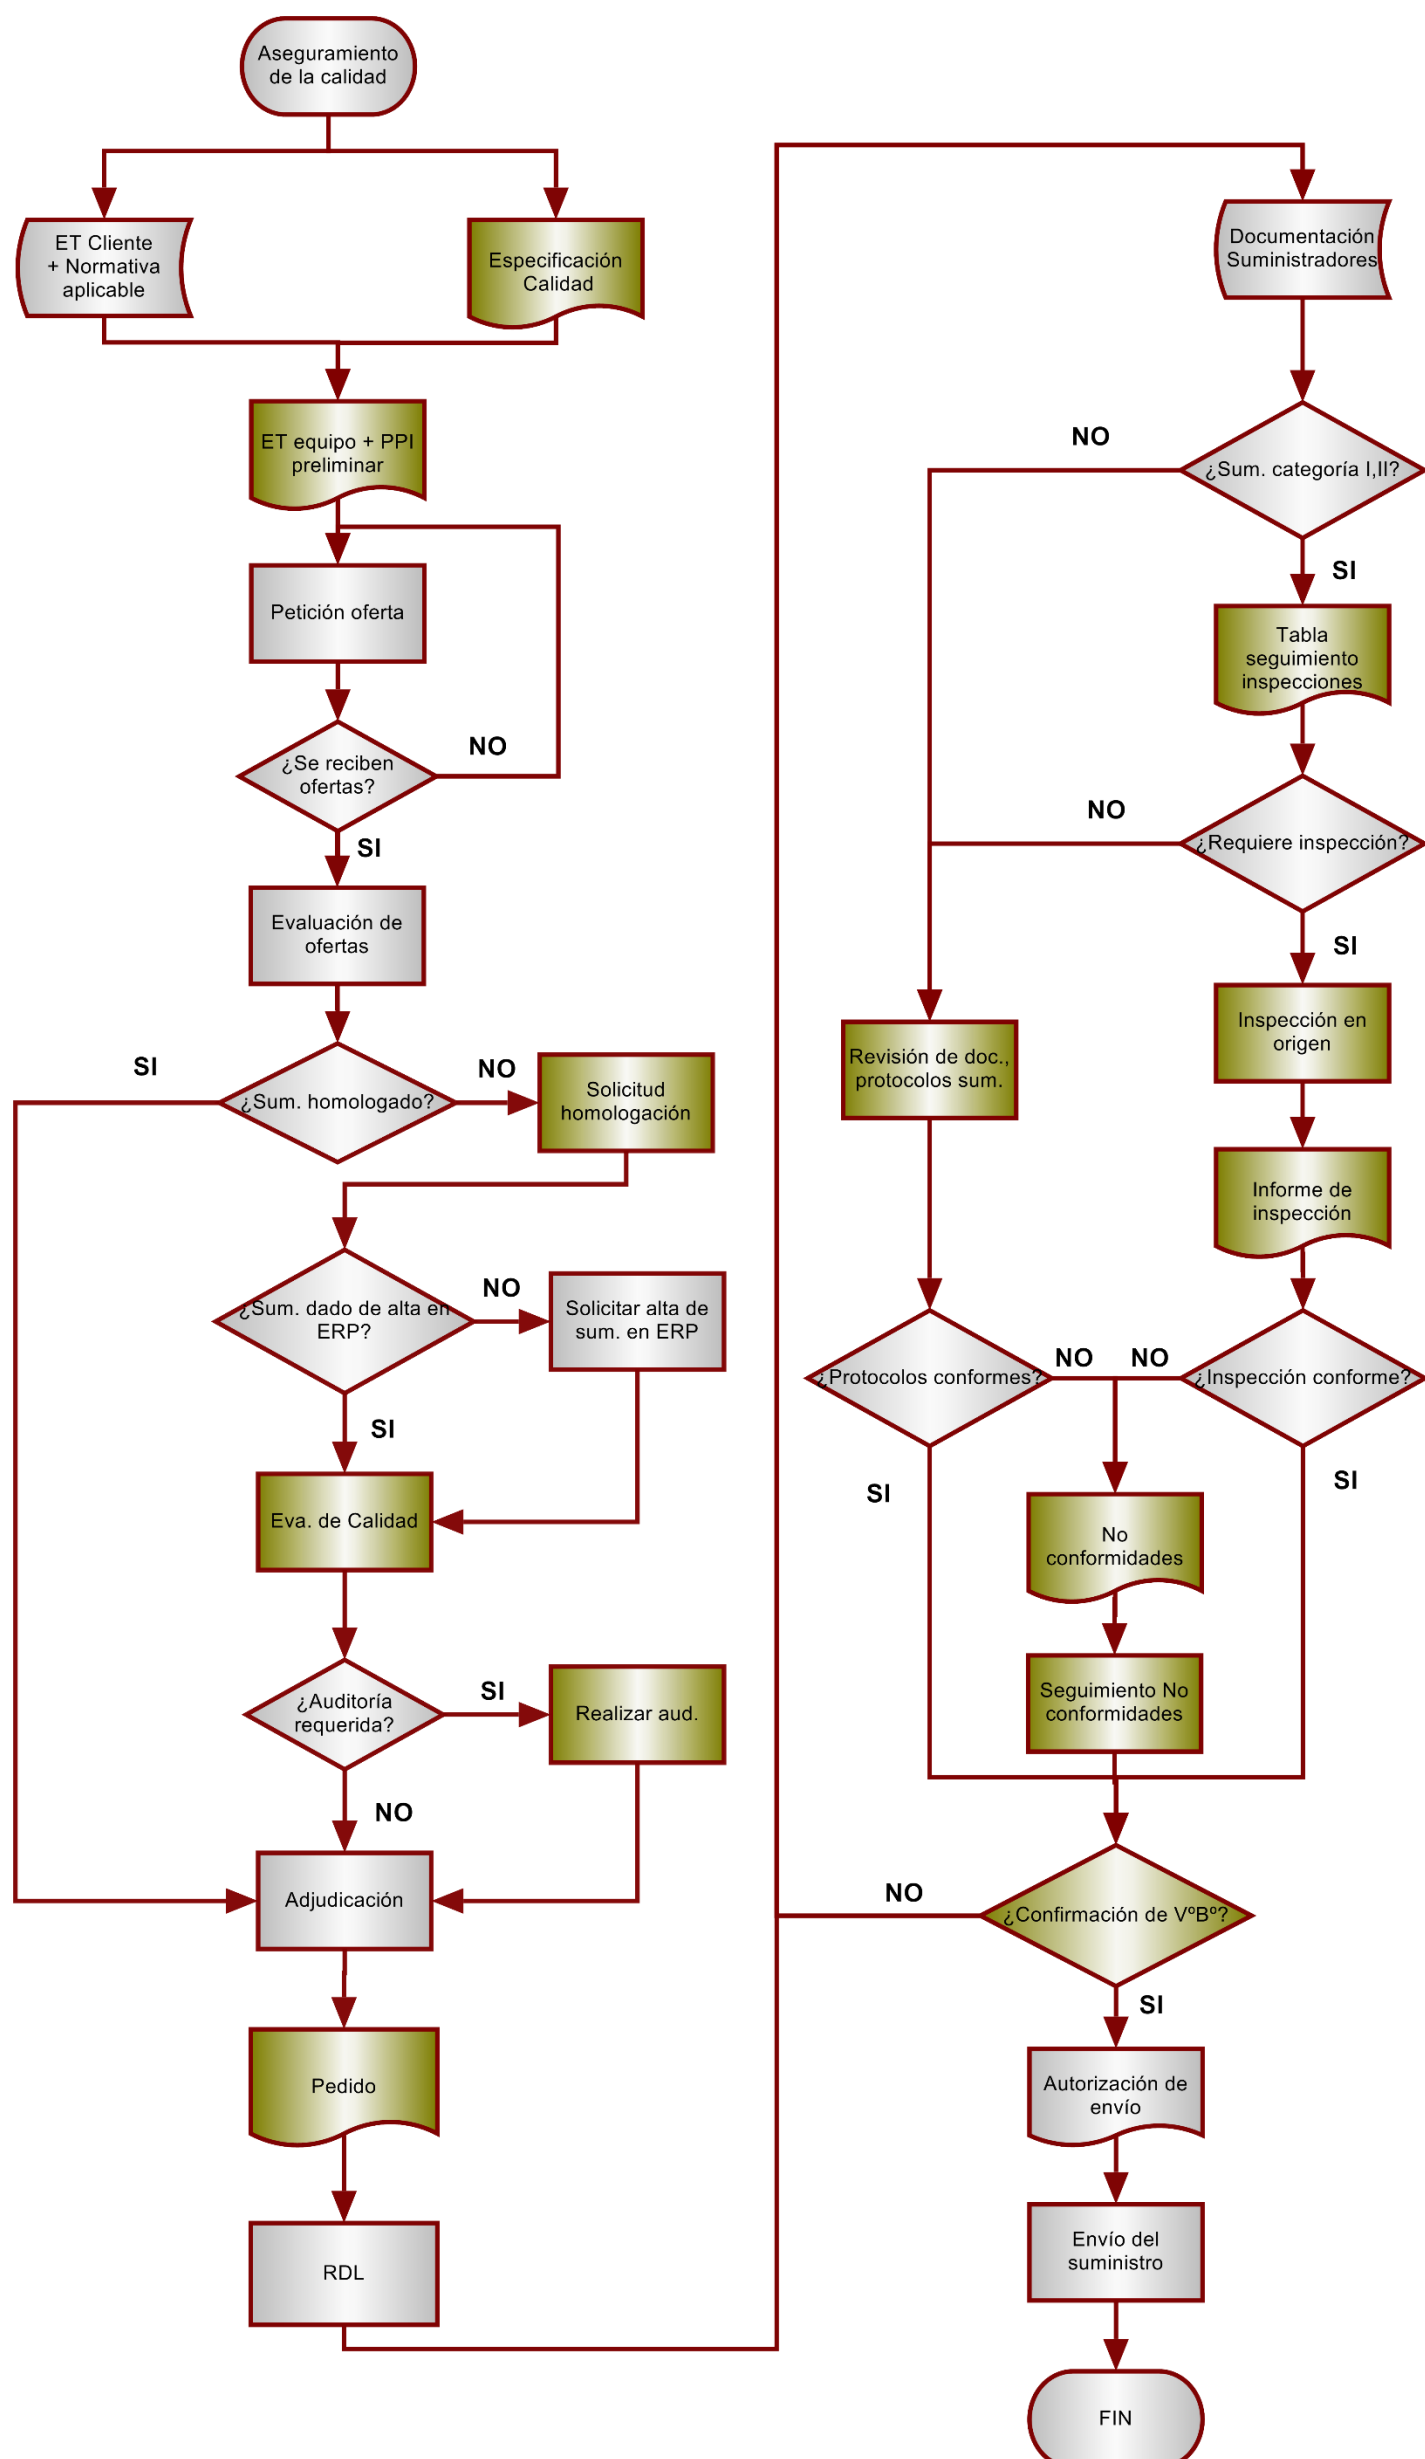 Aseguramiento
de la calidad
ET Cliente
+ Normativa
aplicable
Especificación
Calidad
ET equipo + PPI
preliminar
Petición oferta
¿Se reciben
ofertas?
NO
SI
Evaluación de
ofertas
SI
¿Sum. homologado?
NO
Solicitud
homologación
¿Sum. dado de alta en
ERP?
NO
Solicitar alta de
sum. en ERP
SI
Eva. de Calidad
¿Auditoría
requerida?
SI
Realizar aud.
NO
Adjudicación
Pedido
RDL
Documentación
Suministradores
NO
¿Sum. categoría I,II?
SI
Tabla
seguimiento
inspecciones
NO
¿Requiere inspección?
SI
Revisión de doc.,
protocolos sum.
Inspección en
origen
Informe de
inspección
¿Protocolos conformes?
NO
NO
¿Inspección conforme?
SI
SI
No
conformidades
Seguimiento No
conformidades
NO
¿Confirmación de VºBº?
SI
Autorización de
envío
Envío del
suministro
FIN